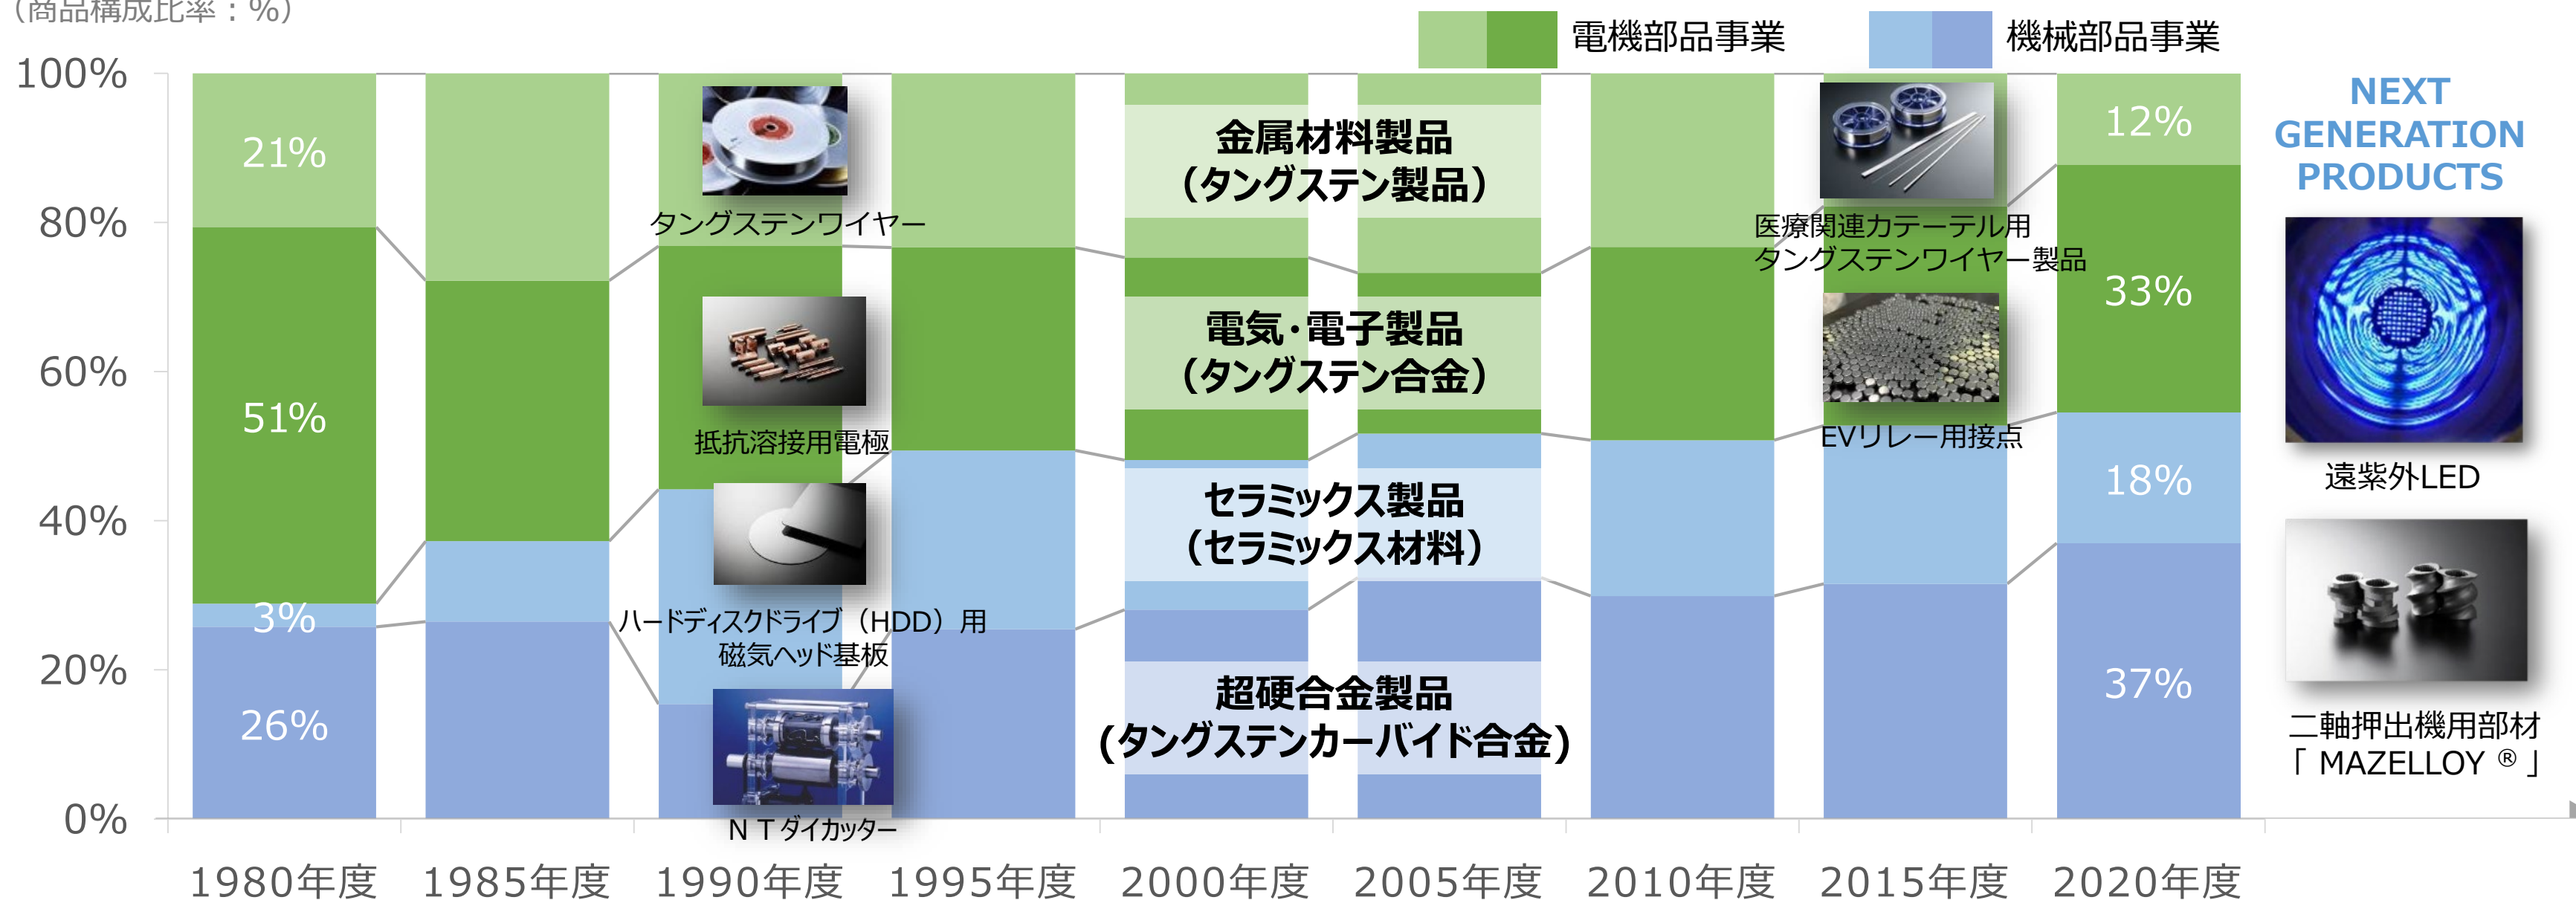 （商品構成比率：%）
電機部品事業
機械部品事業
100%
80%
60%
40%
20%
0%
21%
51%
3%
26%
タングステンワイヤー
抵抗溶接用電極
ハードディスクドライブ（HDD）用
磁気ヘッド基板
ＮＴダイカッター
金属材料製品
（タングステン製品）
電気・電子製品
（タングステン合金）
セラミックス製品
（セラミックス材料）
超硬合金製品
(タングステンカーバイド合金)
医療関連カテーテル用
タングステンワイヤー製品
EVリレー用接点
12%
33%
18%
37%
NEXT
GENERATION
PRODUCTS
遠紫外LED
二軸押出機用部材
「 MAZELLOY ® 」
1980年度
1985年度
1990年度
1995年度
2000年度
2005年度
2010年度
2015年度
2020年度